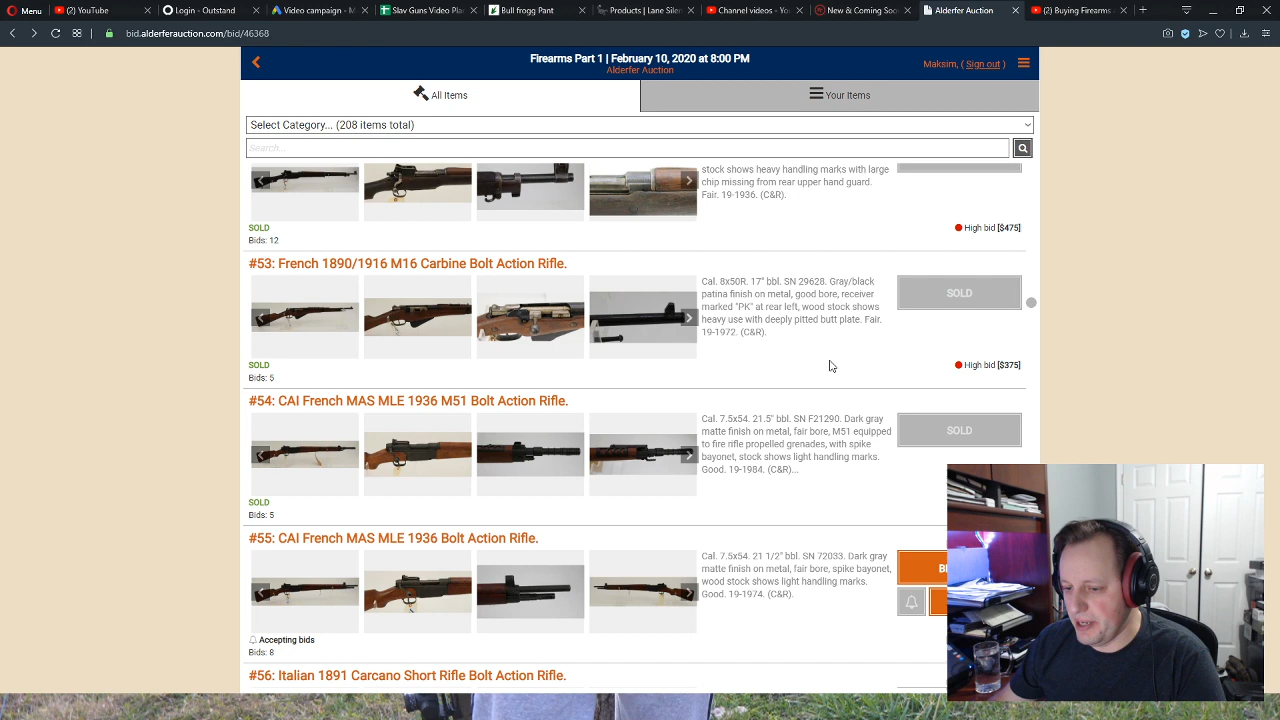 Menu
(2) YouTube
Login - Outstand
Video campaign - M
Slav Guns Video Plan
Bull frogg Pant
Products | Lane Silen
Channel videos - You
New & Coming Soo
Alderfer Auction
(2) Buying Firearms
bid.alderferauction.com/bid/46368
Firearms Part 1 | February 10, 2020 at 8:00 PM
Alderfer Auction
Maksim, ( Sign out )
All Items
Your Items
Select Category... (208 items total)
Search...
stock shows heavy handling marks with large
chip missing from rear upper hand guard.
Fair. 19-1936. (C&R).
SOLD
Bids: 12
High bid [$475]
#53: French 1890/1916 M16 Carbine Bolt Action Rifle.
Cal. 8x50R. 17" bbl. SN 29628. Gray/black
patina finish on metal, good bore, receiver
marked "PK" at rear left, wood stock shows
heavy use with deeply pitted butt plate. Fair.
19-1972. (C&R).
SOLD
SOLD
Bids: 5
High bid [$375]
#54: CAI French MAS MLE 1936 M51 Bolt Action Rifle.
Cal. 7.5x54. 21.5" bbl. SN F21290. Dark gray
matte finish on metal, fair bore, M51 equipped
to fire rifle propelled grenades, with spike
bayonet, stock shows light handling marks.
Good. 19-1984. (C&R)...
SOLD
SOLD
Bids: 5
#55: CAI French MAS MLE 1936 Bolt Action Rifle.
Cal. 7.5x54. 21 1/2" bbl. SN 72033. Dark gray
matte finish on metal, fair bore, spike bayonet,
wood stock shows light handling marks.
Good. 19-1974. (C&R).
Accepting bids
Bids: 8
#56: Italian 1891 Carcano Short Rifle Bolt Action Rifle.